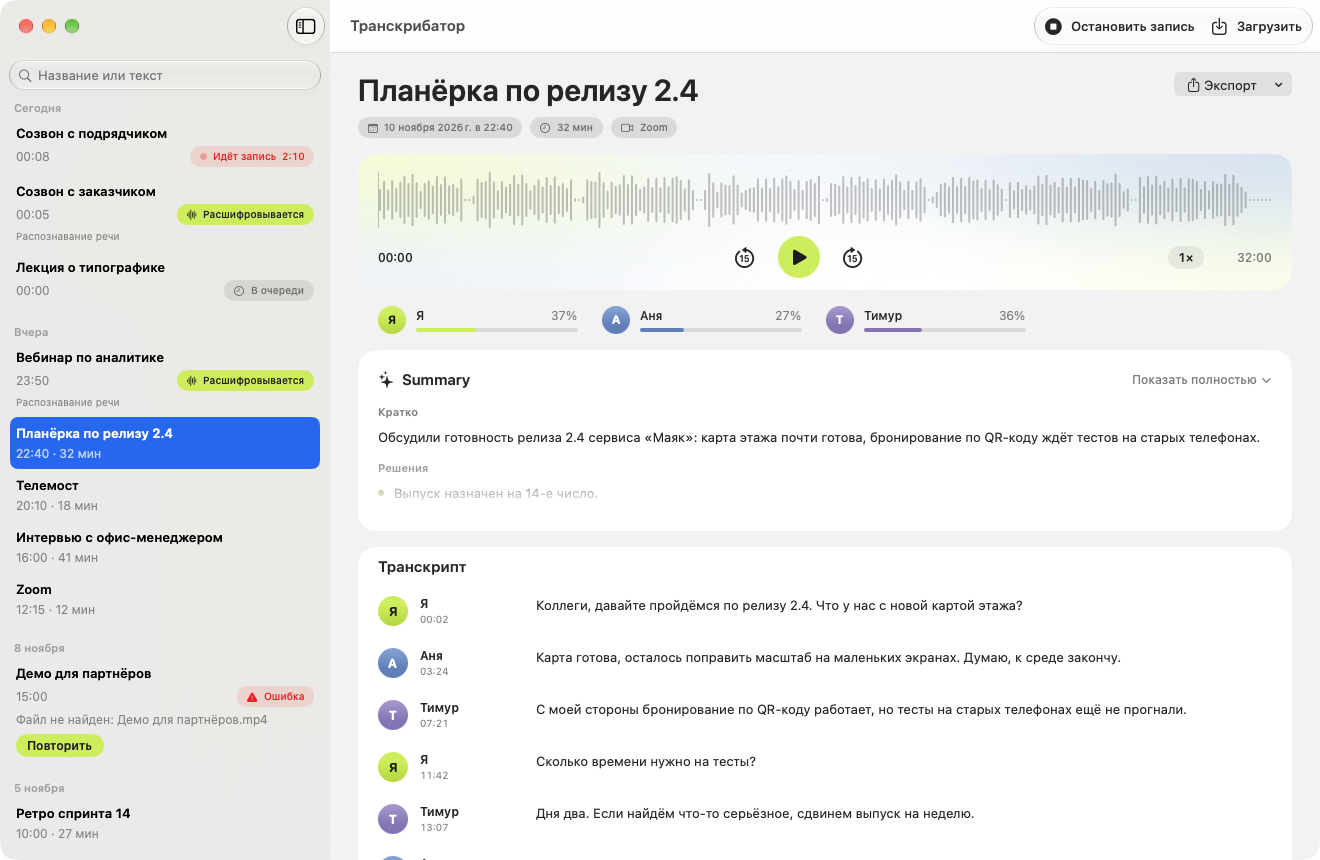 Транскрибатор
Остановить запись
Загрузить
Название или текст
Сегодня
Созвон с подрядчиком
00:08
Идёт запись 2:10
Созвон с заказчиком
00:05
Расшифровывается
Распознавание речи
Лекция о типографике
00:00
В очереди
Вчера
Вебинар по аналитике
23:50
Расшифровывается
Распознавание речи
Планёрка по релизу 2.4
22:40 · 32 мин
Телемост
20:10 · 18 мин
Интервью с офис-менеджером
16:00 · 41 мин
Zoom
12:15 · 12 мин
8 ноября
Демо для партнёров
15:00
Ошибка
Файл не найден: Демо для партнёров.mp4
Повторить
5 ноября
Ретро спринта 14
10:00 · 27 мин
Планёрка по релизу 2.4
Экспорт
10 ноября 2026 г. в 22:40
32 мин
Zoom
00:00
15
15
1×
32:00
Я
Я
37%
А
Аня
27%
Т
Тимур
36%
Summary
Показать полностью
Кратко
Обсудили готовность релиза 2.4 сервиса «Маяк»: карта этажа почти готова, бронирование по QR-коду ждёт тестов на старых телефонах.
Решения
Выпуск назначен на 14-е число.
Транскрипт
Я
Я
00:02
Коллеги, давайте пройдёмся по релизу 2.4. Что у нас с новой картой этажа?
А
Аня
03:24
Карта готова, осталось поправить масштаб на маленьких экранах. Думаю, к среде закончу.
Т
Тимур
07:21
С моей стороны бронирование по QR-коду работает, но тесты на старых телефонах ещё не прогнали.
Я
Я
11:42
Сколько времени нужно на тесты?
Т
Тимур
13:07
Дня два. Если найдём что-то серьёзное, сдвинем выпуск на неделю.